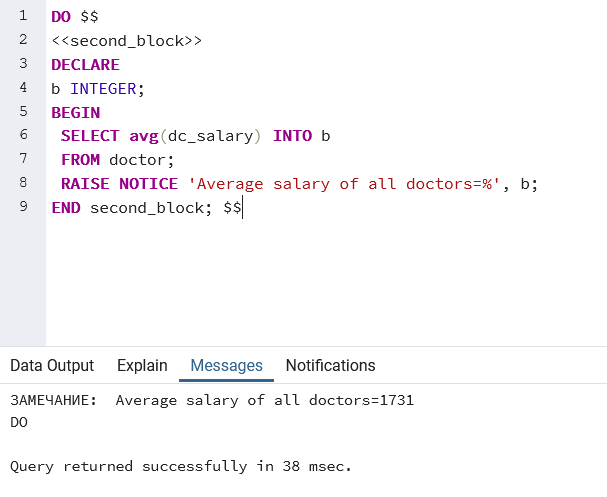 1 DO $$
2 <<second_block>>
3 DECLARE
4 b INTEGER;
5 BEGIN
6 SELECT avg(dc_salary) INTO b
7 FROM doctor;
8 RAISE NOTICE 'Average salary of all doctors=%', b;
9 END second_block; $$
Data Output Explain Messages Notifications
ЗАМЕЧАНИЕ: Average salary of all doctors=1731
DO
Query returned successfully in 38 msec.